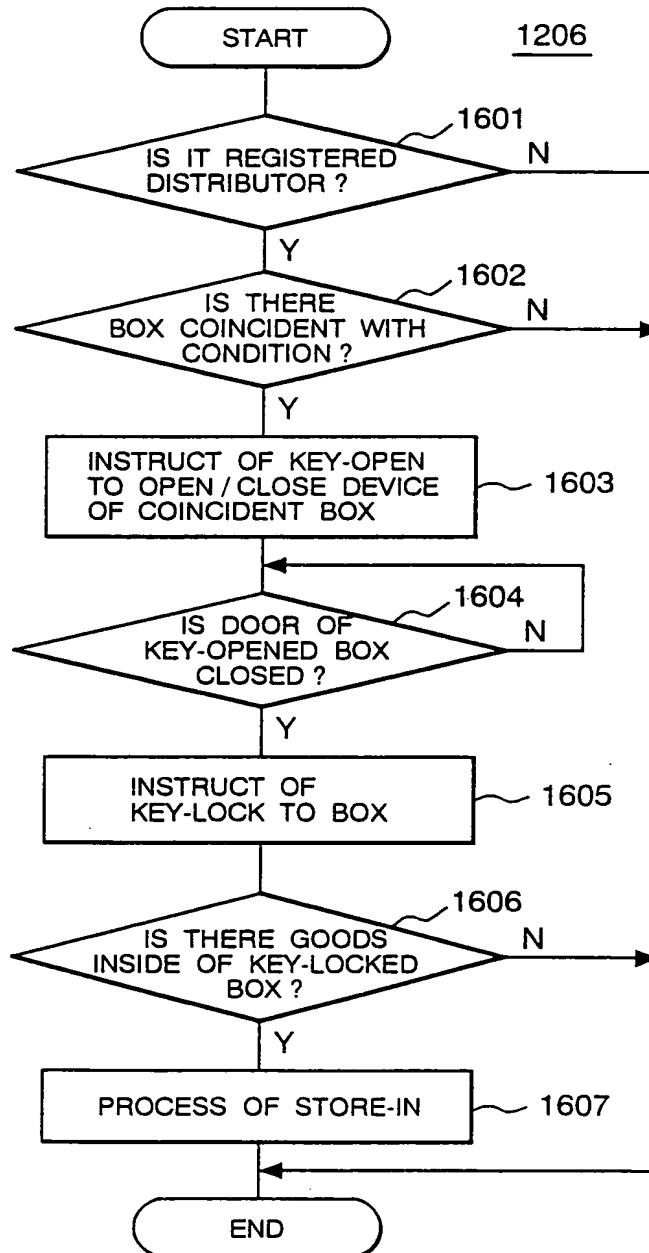 START
1206
1601
IS IT REGISTERED
DISTRIBUTOR ?
N
Y
1602
IS THERE
BOX COINCIDENT WITH
CONDITION ?
N
Y
INSTRUCT OF KEY-OPEN
TO OPEN / CLOSE DEVICE
OF COINCIDENT BOX
1603
1604
IS DOOR OF
KEY-OPENED BOX
CLOSED ?
N
Y
INSTRUCT OF
KEY-LOCK TO BOX
1605
1606
IS THERE GOODS
INSIDE OF KEY-LOCKED
BOX ?
N
Y
PROCESS OF STORE-IN
1607
END